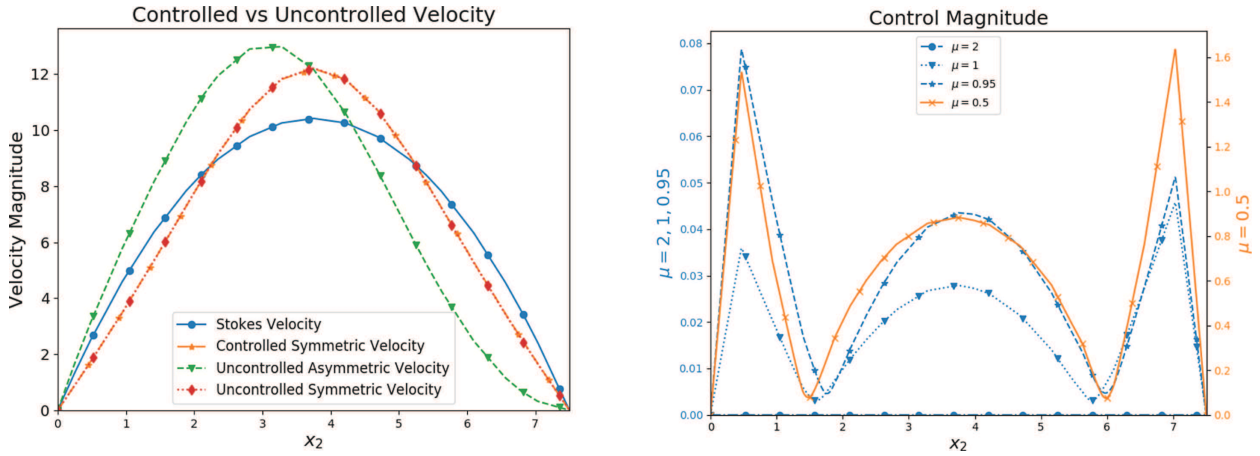 Controlled vs Uncontrolled Velocity
Velocity Magnitude
12
10
8
6
4
2
0
0 1 2 3 4 5 6 7
x₂
Stokes Velocity
Controlled Symmetric Velocity
Uncontrolled Asymmetric Velocity
Uncontrolled Symmetric Velocity
Control Magnitude
μ = 2, 1, 0.95
0.08
0.07
0.06
0.05
0.04
0.03
0.02
0.01
0.00
μ = 2
μ = 1
μ = 0.95
μ = 0.5
1.6
1.4
1.2
1.0
0.8
0.6
0.4
0.2
0.0
μ = 0.5
0 1 2 3 4 5 6 7
x₂